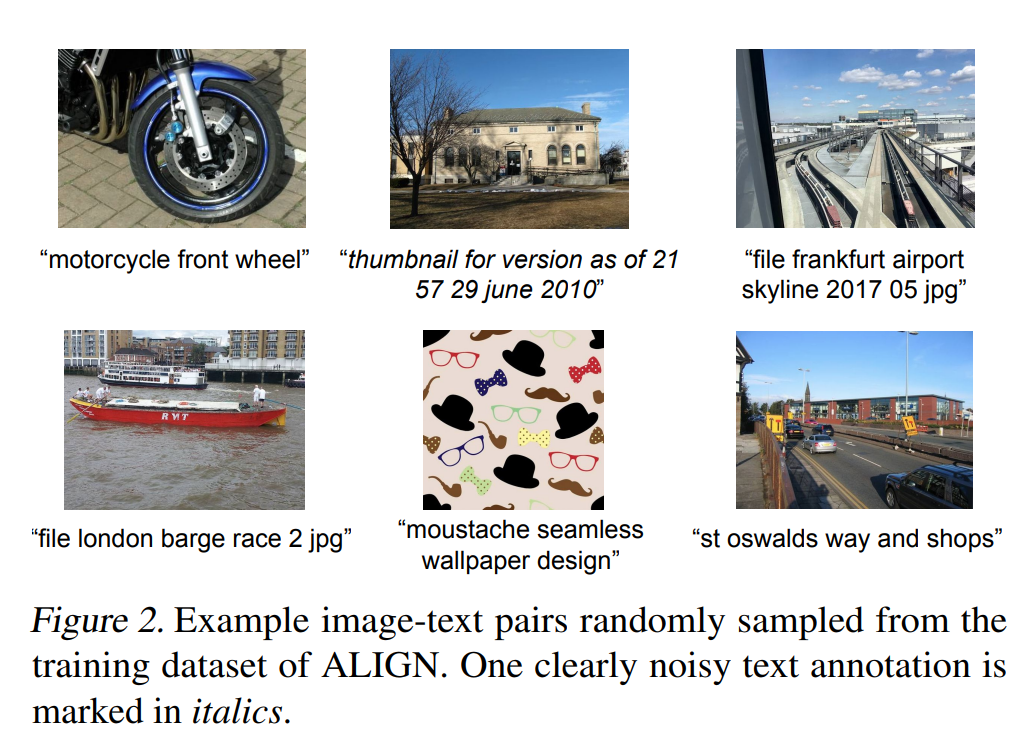 RMT
“motorcycle front wheel”
“thumbnail for version as of 21
57 29 june 2010”
“file frankfurt airport
skyline 2017 05 jpg”
“file london barge race 2 jpg”
“moustache seamless
wallpaper design”
“st oswalds way and shops”
Figure 2. Example image-text pairs randomly sampled from the
training dataset of ALIGN. One clearly noisy text annotation is
marked in italics.